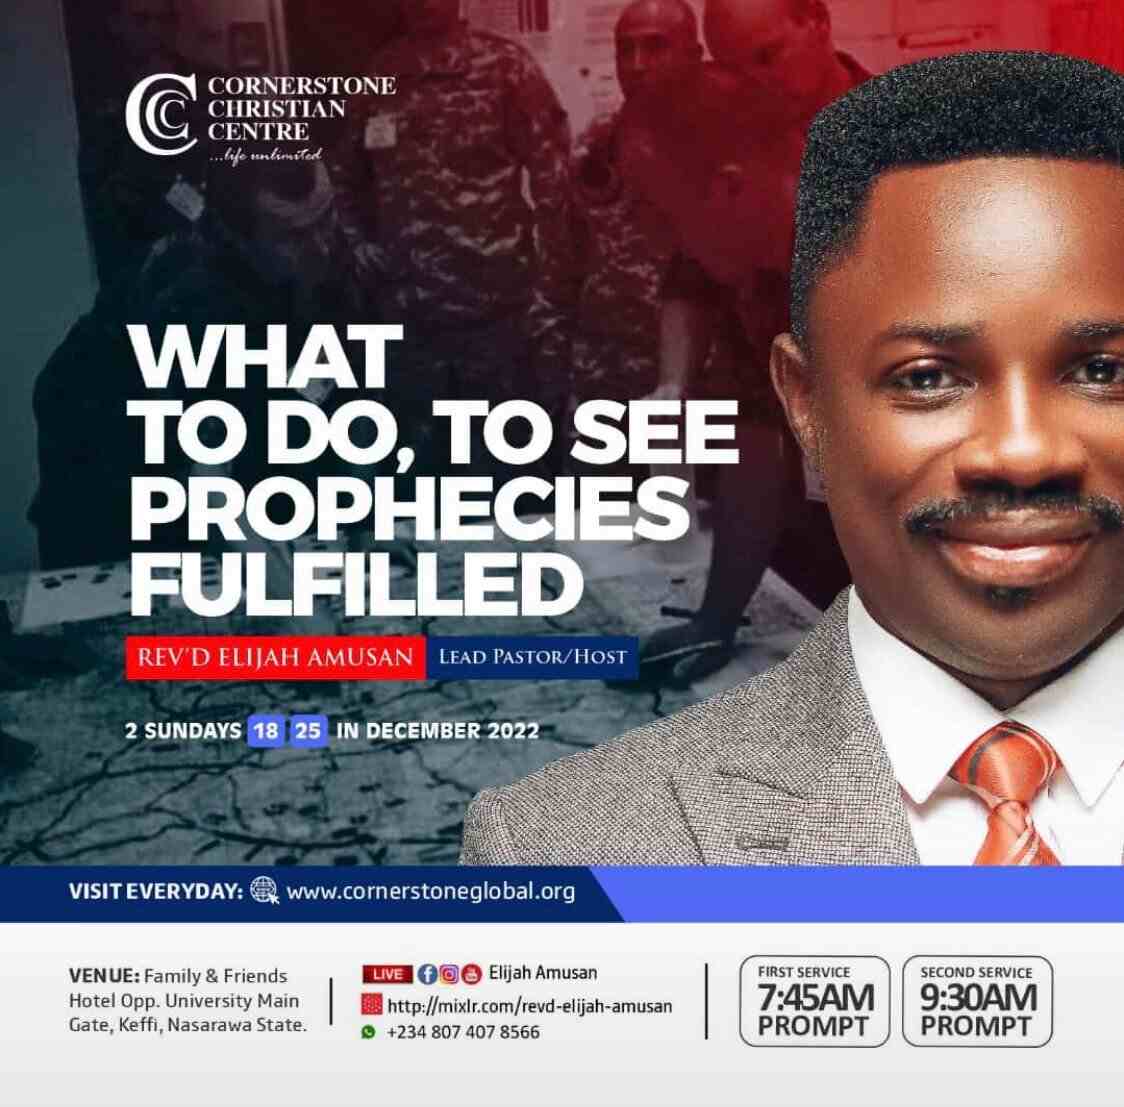 CCC
CORNERSTONE
CHRISTIAN
CENTRE
...life unlimited
WHAT
TO DO, TO SEE
PROPHECIES
FULFILLED
REV'D ELIJAH AMUSAN LEAD PASTOR/HOST
2 SUNDAYS 18 25 IN DECEMBER 2022
VISIT EVERYDAY: www.cornerstoneglobal.org
VENUE: Family & Friends
Hotel Opp. University Main
Gate, Keffi, Nasarawa State.
LIVE Elijah Amusan
http://mixlr.com/revd-elijah-amusan
+234 807 407 8566
FIRST SERVICE
7:45AM
PROMPT
SECOND SERVICE
9:30AM
PROMPT